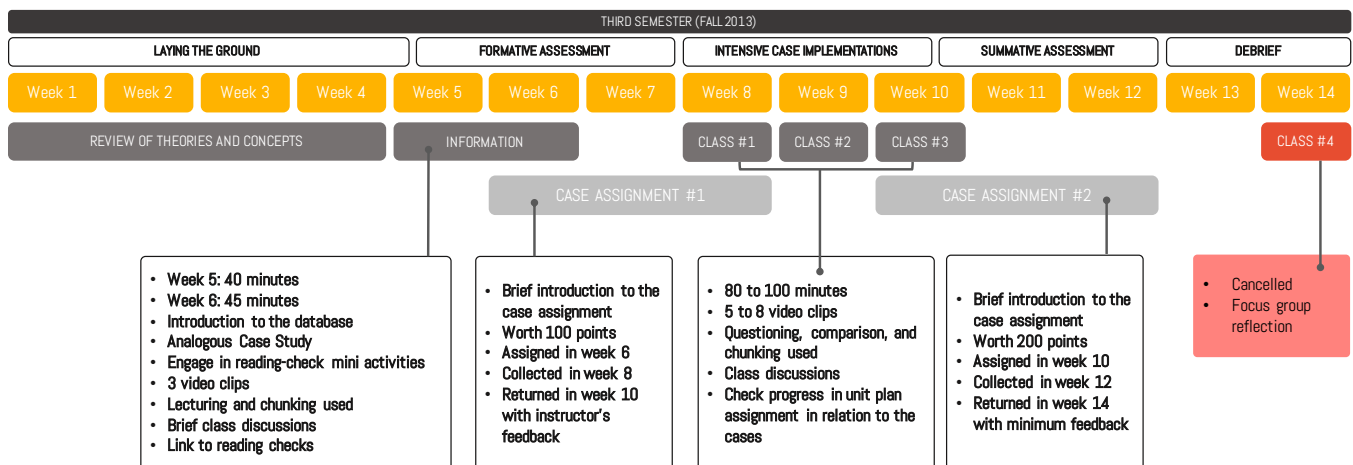 THIRD SEMESTER (FALL 2013)
LAYING THE GROUND
FORMATIVE ASSESSMENT
INTENSIVE CASE IMPLEMENTATIONS
SUMMATIVE ASSESSMENT
DEBRIEF
Week 1
Week 2
Week 3
Week 4
Week 5
Week 6
Week 7
Week 8
Week 9
Week 10
Week 11
Week 12
Week 13
Week 14
REVIEW OF THEORIES AND CONCEPTS
INFORMATION
CLASS #1
CLASS #2
CLASS #3
CLASS #4
CASE ASSIGNMENT #1
CASE ASSIGNMENT #2
• Week 5: 40 minutes
• Week 6: 45 minutes
• Introduction to the database
• Analogous Case Study
• Engage in reading-check mini activities
• 3 video clips
• Lecturing and chunking used
• Brief class discussions
• Link to reading checks
• Brief introduction to the
case assignment
• Worth 100 points
• Assigned in week 6
• Collected in week 8
• Returned in week 10
with instructor's
feedback
• 80 to 100 minutes
• 5 to 8 video clips
• Questioning, comparison, and
chunking used
• Class discussions
• Check progress in unit plan
assignment in relation to the
cases
• Brief introduction to the
case assignment
• Worth 200 points
• Assigned in week 10
• Collected in week 12
• Returned in week 14
with minimum feedback
• Cancelled
• Focus group
reflection